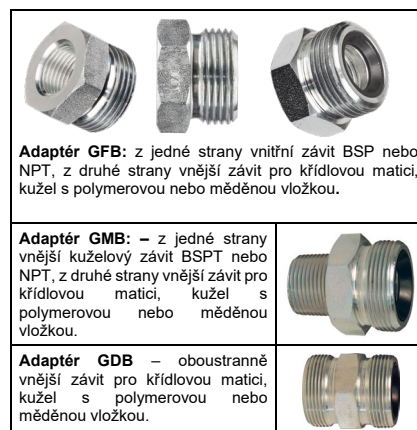 Adaptér GFB: z jedné strany vnitřní závit BSP nebo
NPT, z druhé strany vnější závit pro křídlovou matici,
kužel s polymerovou nebo měděnou vložkou.
Adaptér GMB: – z jedné strany
vnější kuželový závit BSPT nebo
NPT, z druhé strany vnější závit pro
křídlovou matici, kužel s
polymerovou nebo měděnou
vložkou.
Adaptér GDB – oboustranně
vnější závit pro křídlovou matici,
kužel s polymerovou nebo
měděnou vložkou.